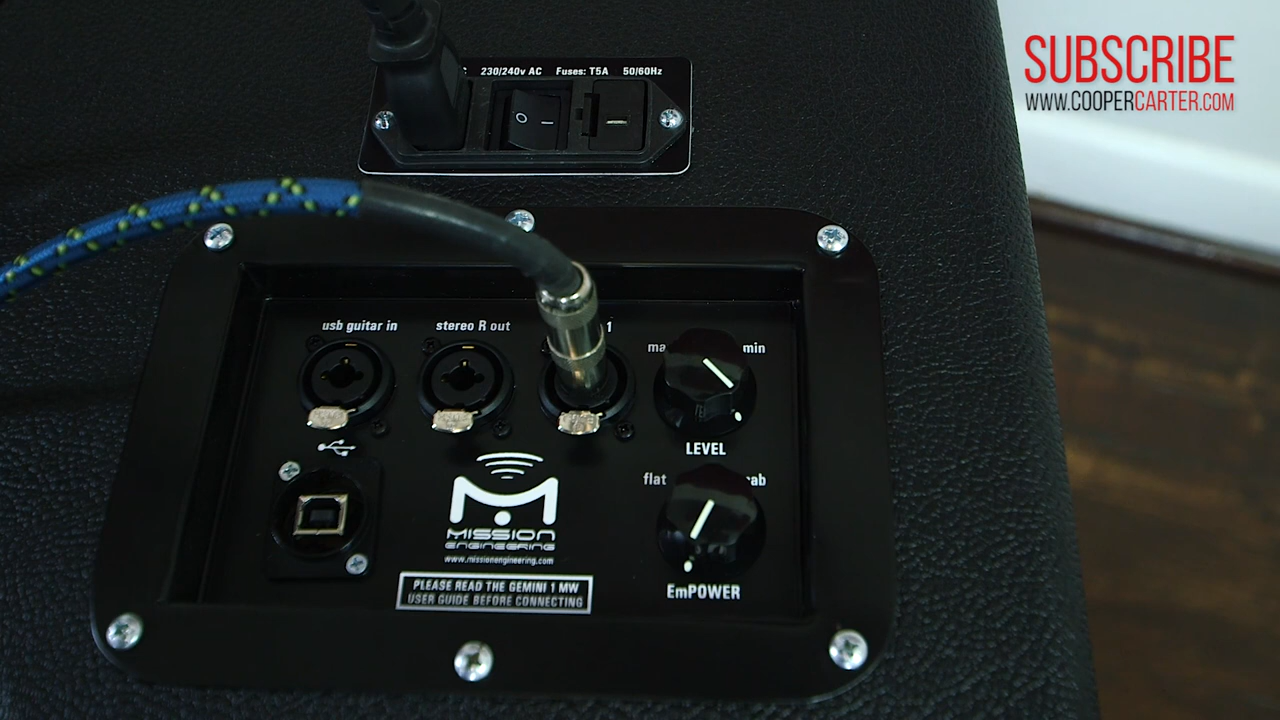 SUBSCRIBE
WWW.COOPERCARTER.COM
230/240v AC Fuses: T5A 50/60Hz
usb guitar in
stereo R out
1
min
LEVEL
flat
MISSION
ENGINEERING
www.missionengineering.com
PLEASE READ THE GEMINI 1 MW
USER GUIDE BEFORE CONNECTING
EmPOWER